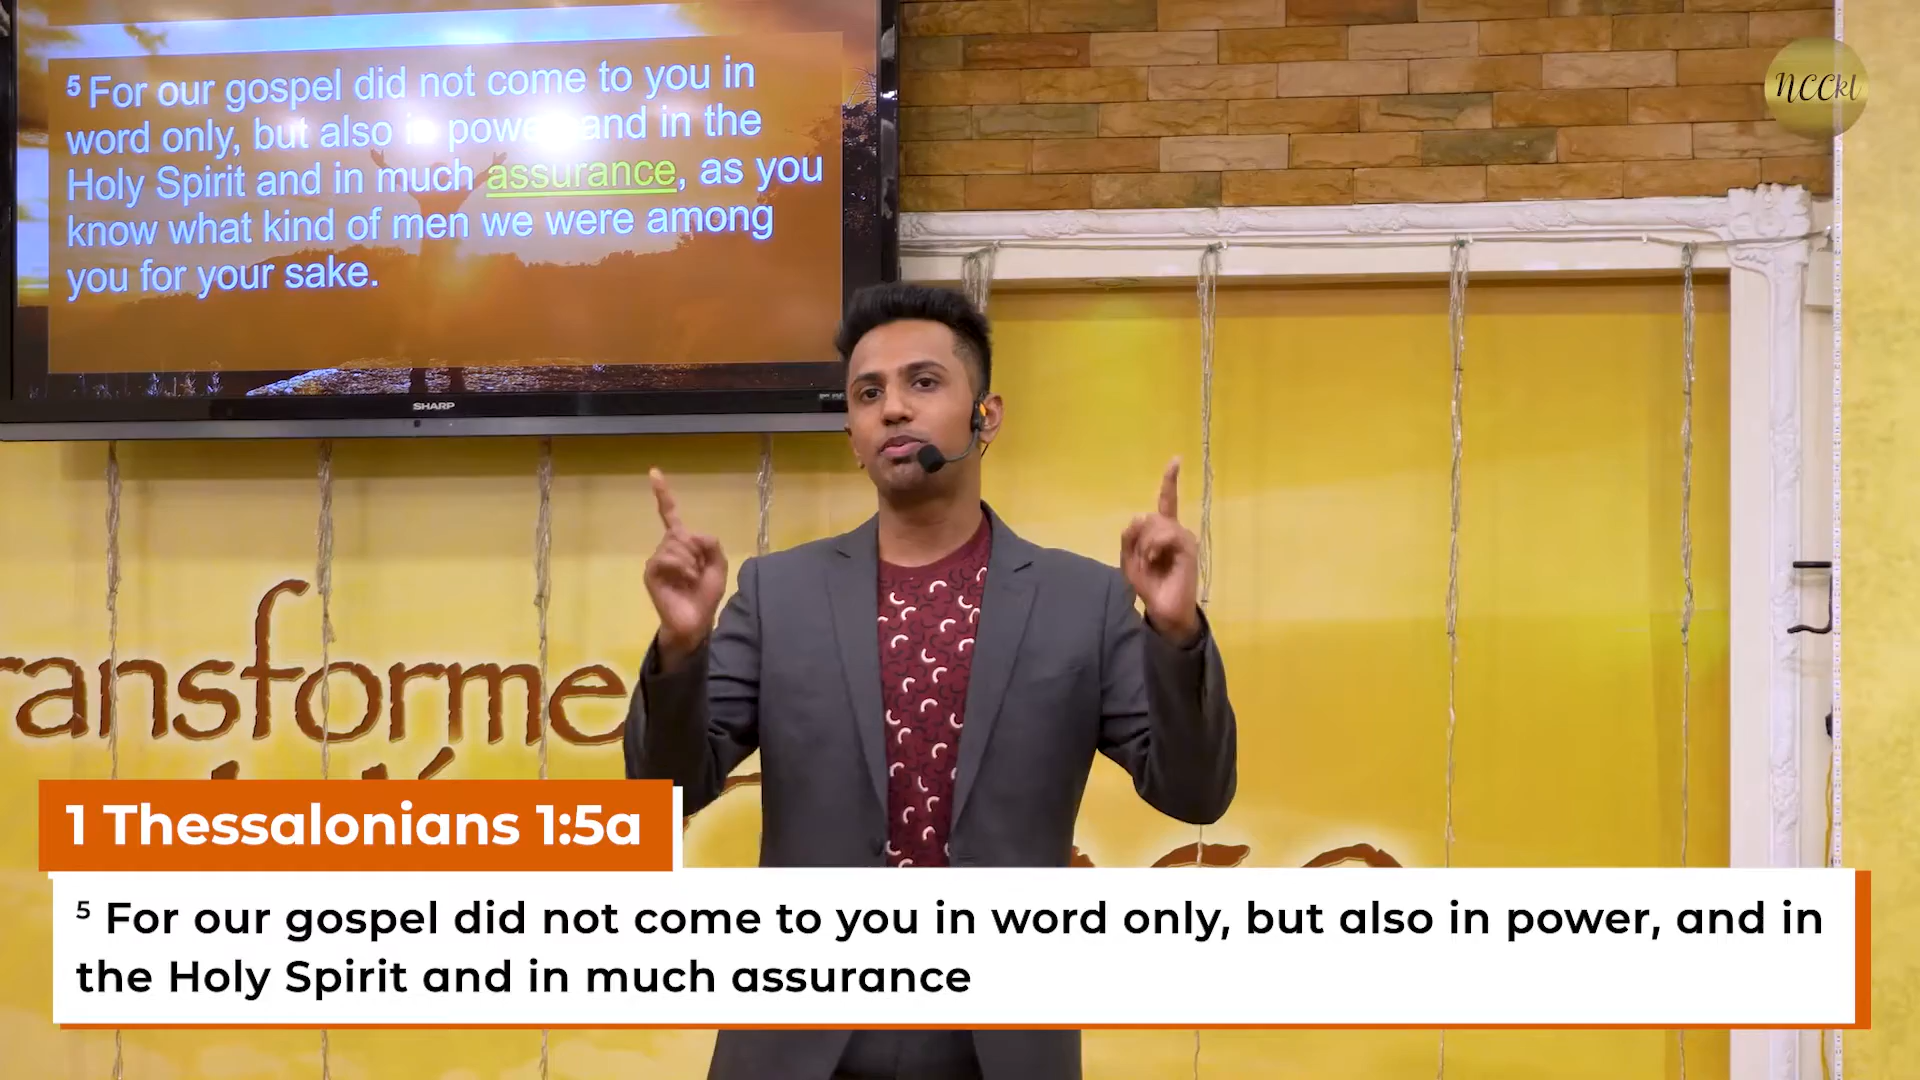 5 For our gospel did not come to you in
word only, but also in power, and in the
Holy Spirit and in much assurance, as you
know what kind of men we were among
you for your sake.
SHARP
NCCkl
ransforme
1 Thessalonians 1:5a
5 For our gospel did not come to you in word only, but also in power, and in
the Holy Spirit and in much assurance